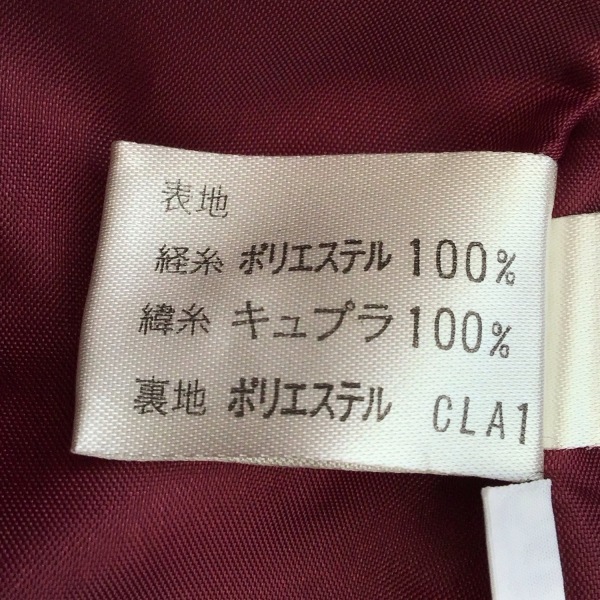 表地
経糸 ポリエステル 100%
緯糸 キュプラ 100%
裏地 ポリエステル CLA1